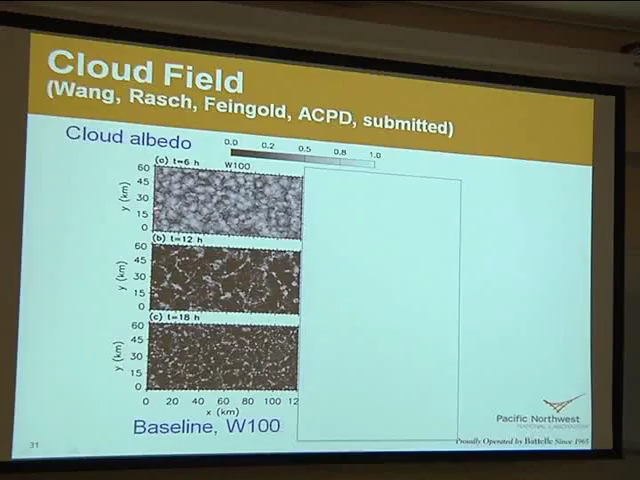 Cloud Field
(Wang, Rasch, Feingold, ACPD, submitted)
Cloud albedo
0.0 0.2 0.5 0.8 1.0
(a) t=6 h W100
60
45
30
15
0
y (km)
(b) t=12 h
60
45
30
15
0
y (km)
(c) t=18 h
60
45
30
15
0
y (km)
0 20 40 60 80 100 12
x (km)
Baseline, W100
Pacific Northwest
NATIONAL LABORATORY
31
Proudly Operated by Battelle Since 1965